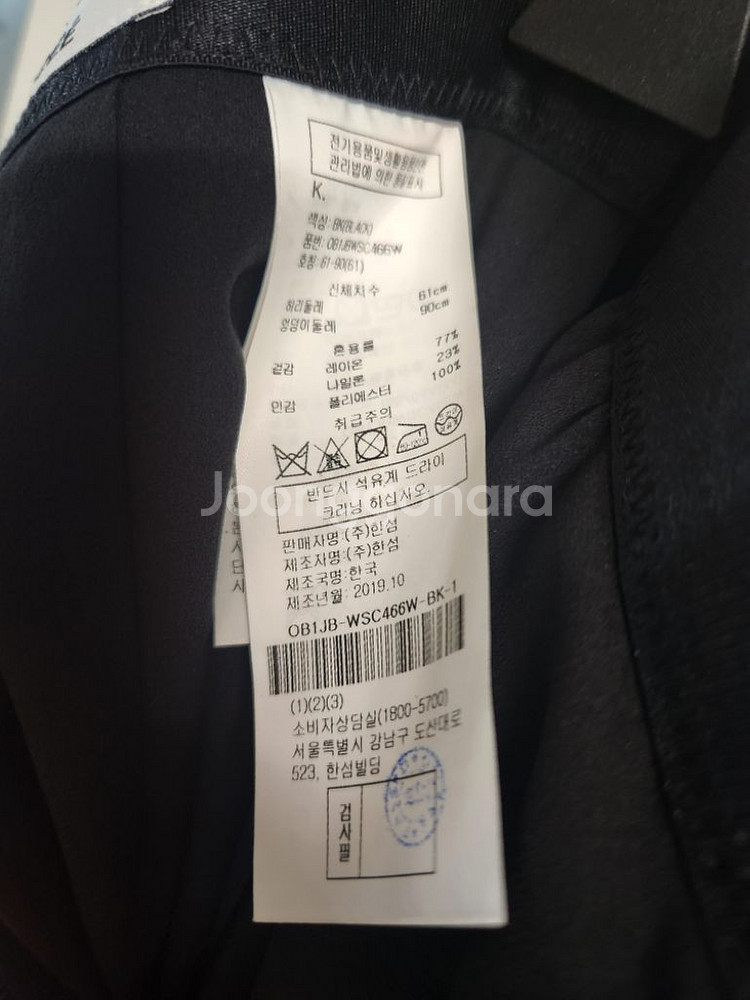 전기용품및생활용품안전
관리법에 의한 품질표시
K.
색상: BK(BLACK)
품번: OB1JBWSC466W
호칭: 61-90(61)
신체치수
허리둘레 61cm
엉덩이둘레 90cm
혼용률
겉감 레이온 77%
나일론 23%
안감 폴리에스터 100%
취급주의
80~120℃
반드시 석유계 드라이
크리닝 하십시오.
Joongonara
판매자명:(주)한섬
제조자명:(주)한섬
제조국명:한국
제조년월: 2019.10
OB1JB-WSC466W-BK-1
(1)(2)(3)
소비자상담실(1800-5700)
서울특별시 강남구 도산대로
523, 한섬빌딩
검사필